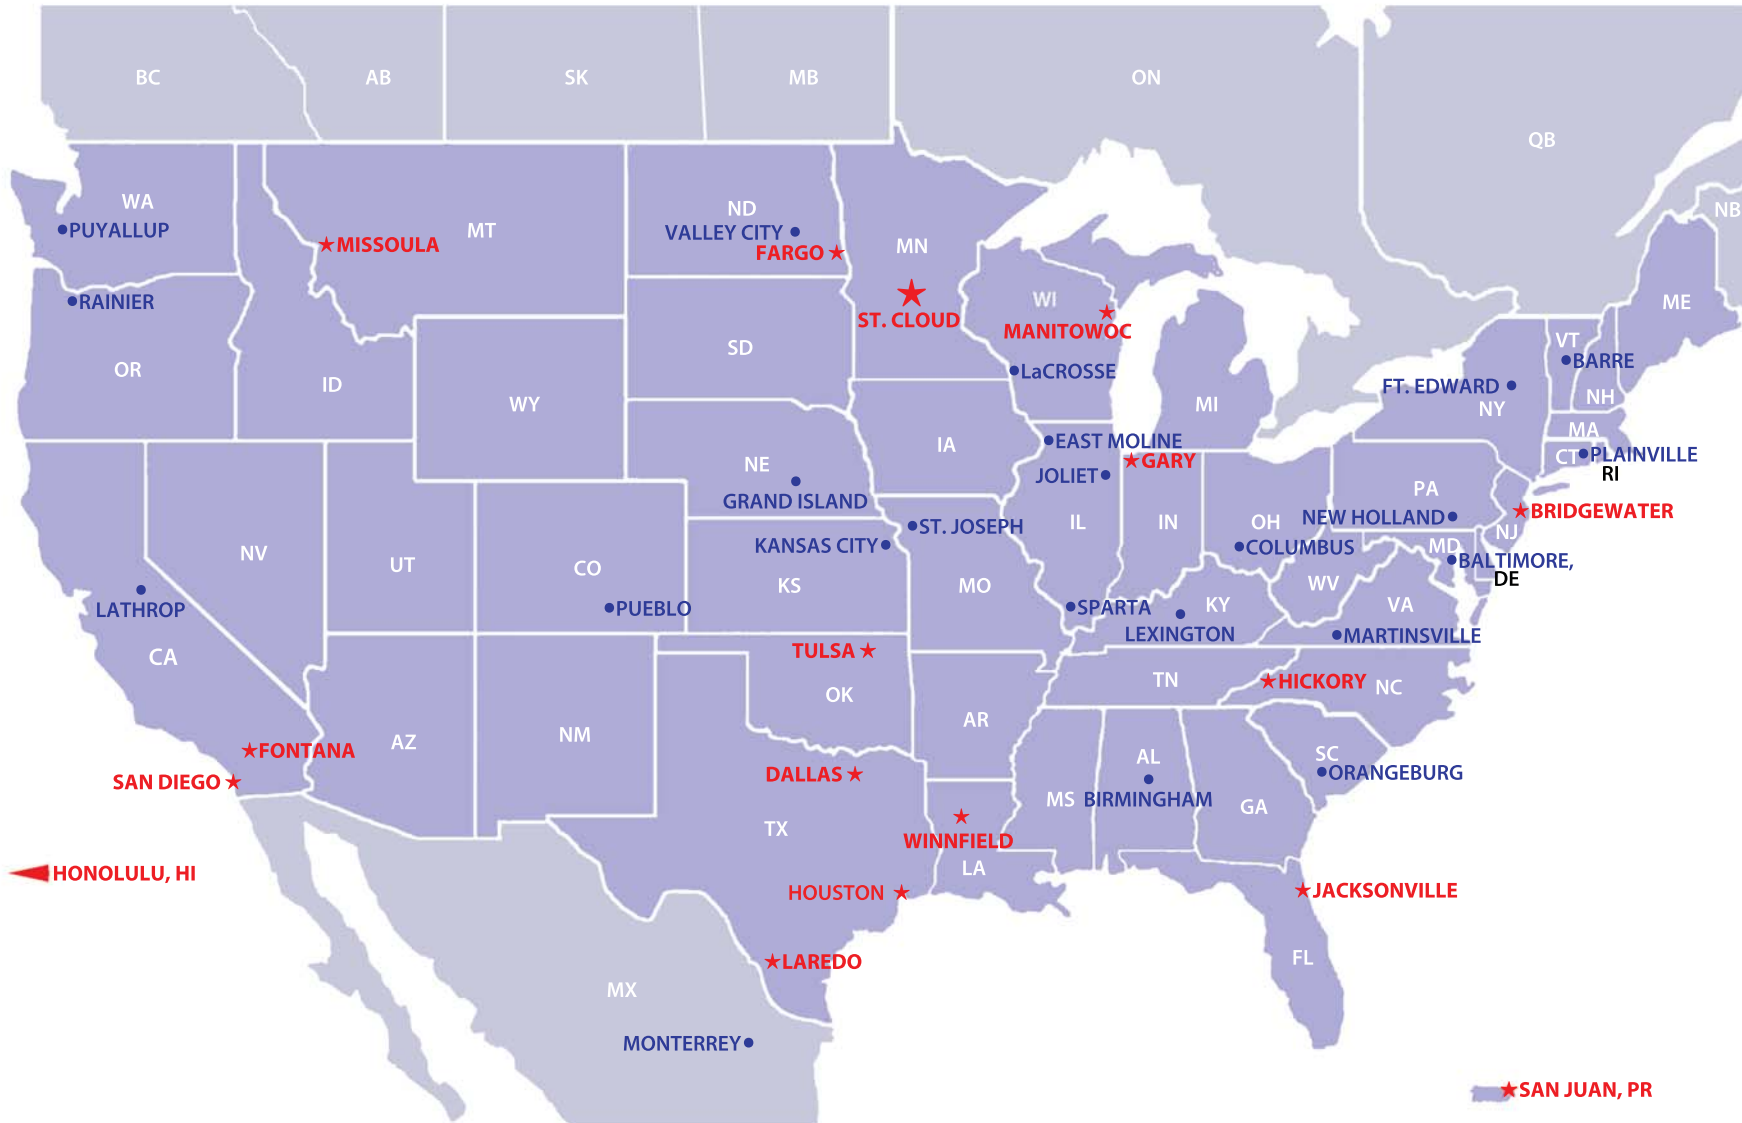 BC
AB
SK
MB
ON
QB
NB
WA
PUYALLUP
MISSOULA
MT
ND
VALLEY CITY
FARGO
MN
ST. CLOUD
WI
MANITOWOC
LaCROSSE
ME
VT
BARRE
FT. EDWARD
NY
NH
MA
CT
PLAINVILLE
RI
RAINIER
OR
ID
WY
SD
MI
IA
EAST MOLINE
GARY
JOLIET
NE
GRAND ISLAND
ST. JOSEPH
KANSAS CITY
IL
IN
OH
COLUMBUS
PA
NEW HOLLAND
BRIDGEWATER
NJ
MD
BALTIMORE,
DE
NV
UT
CO
PUEBLO
KS
MO
SPARTA
KY
LEXINGTON
WV
VA
MARTINSVILLE
LATHROP
CA
TULSA
OK
TN
HICKORY
NC
AR
AZ
NM
FONTANA
SAN DIEGO
DALLAS
TX
WINNFIELD
LA
MS
AL
BIRMINGHAM
GA
SC
ORANGEBURG
HONOLULU, HI
HOUSTON
JACKSONVILLE
LAREDO
FL
MX
MONTERREY
SAN JUAN, PR